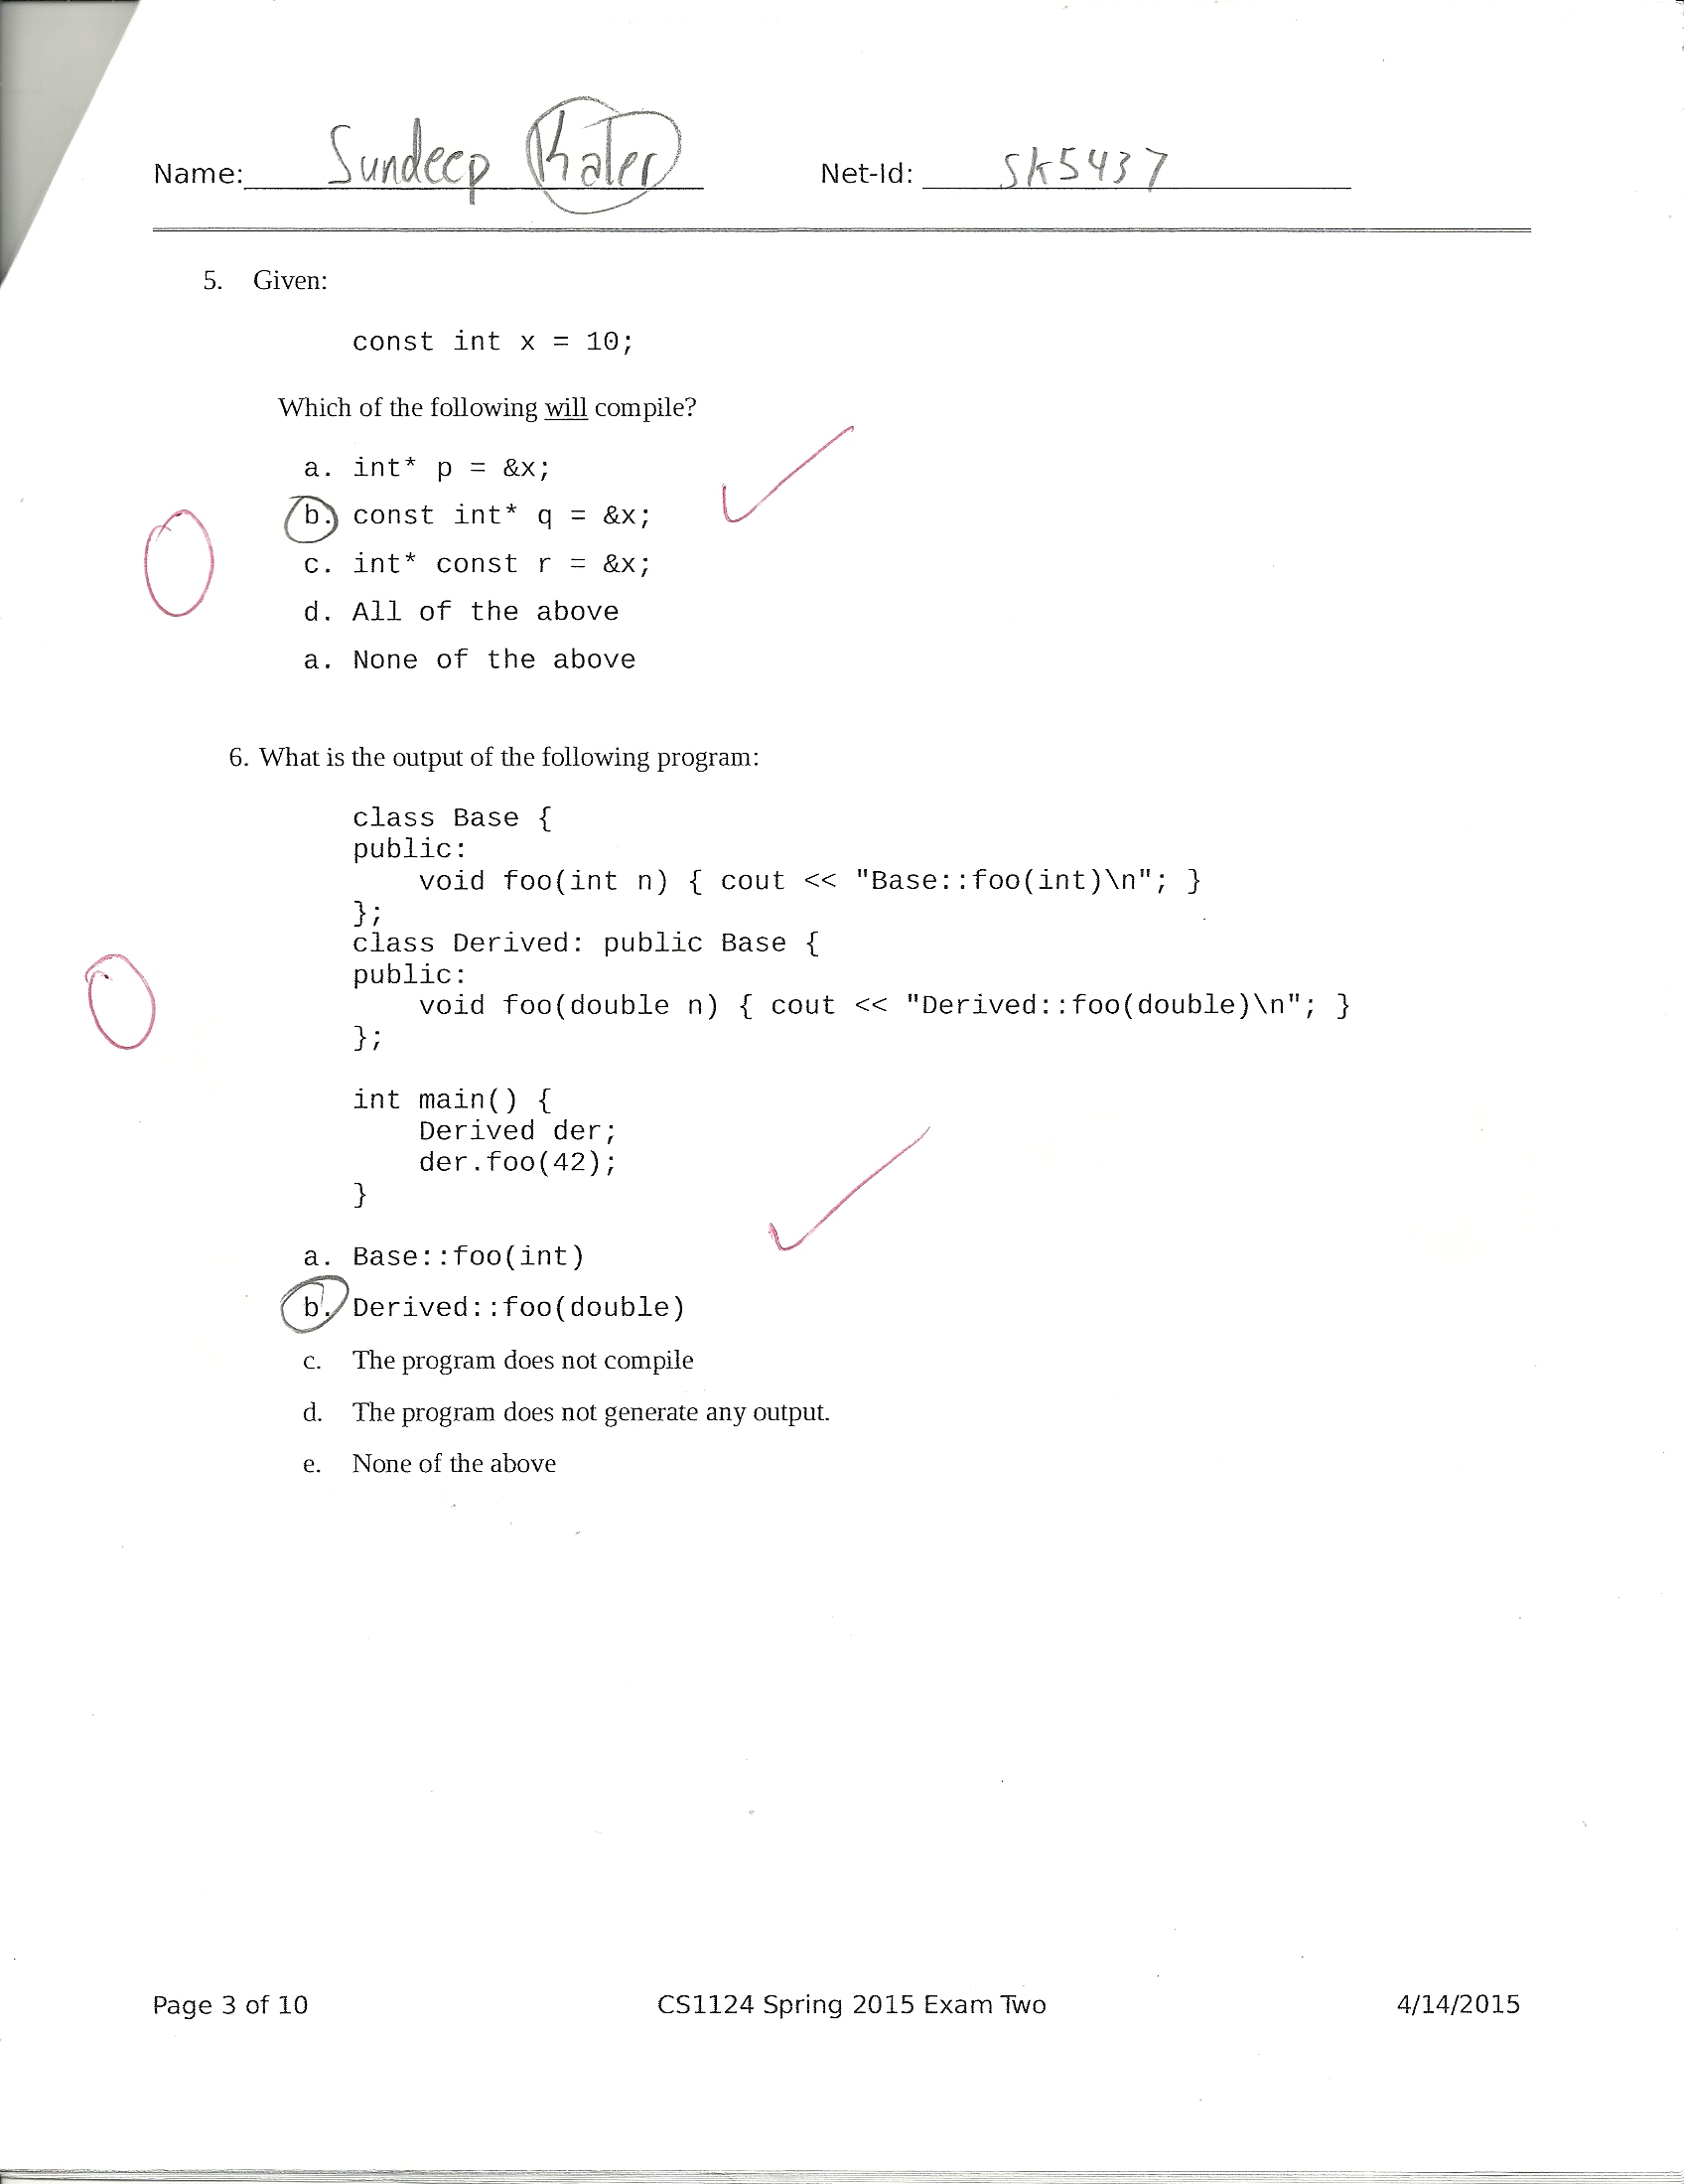 Name: Sundeep Kater Net-Id: SK5437
5. Given:
const int x = 10;
Which of the following will compile?
a. int* p = &x;
b. const int* q = &x;
c. int* const r = &x;
d. All of the above
a. None of the above
6. What is the output of the following program:
class Base {
public:
    void foo(int n) { cout << "Base::foo(int)\n"; }
};
class Derived: public Base {
public:
    void foo(double n) { cout << "Derived::foo(double)\n"; }
};
int main() {
    Derived der;
    der.foo(42);
}
a. Base::foo(int)
b. Derived::foo(double)
c. The program does not compile
d. The program does not generate any output.
e. None of the above
Page 3 of 10 CS1124 Spring 2015 Exam Two 4/14/2015